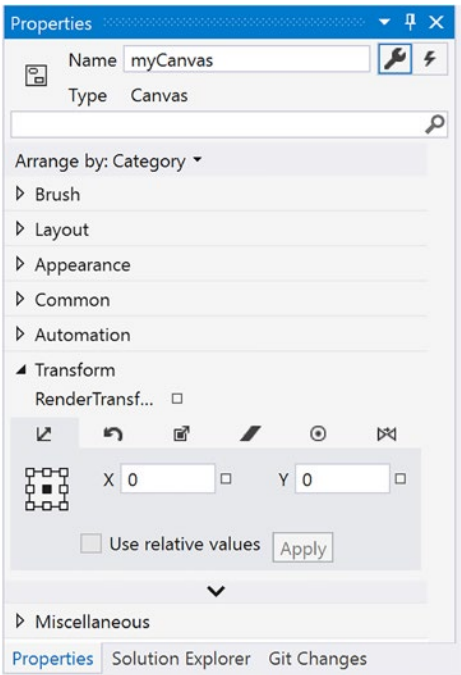 Properties
Name myCanvas
Type Canvas
Arrange by: Category
Brush
Layout
Appearance
Common
Automation
Transform
RenderTransf...
X 0 Y 0
Use relative values Apply
Miscellaneous
Properties Solution Explorer Git Changes